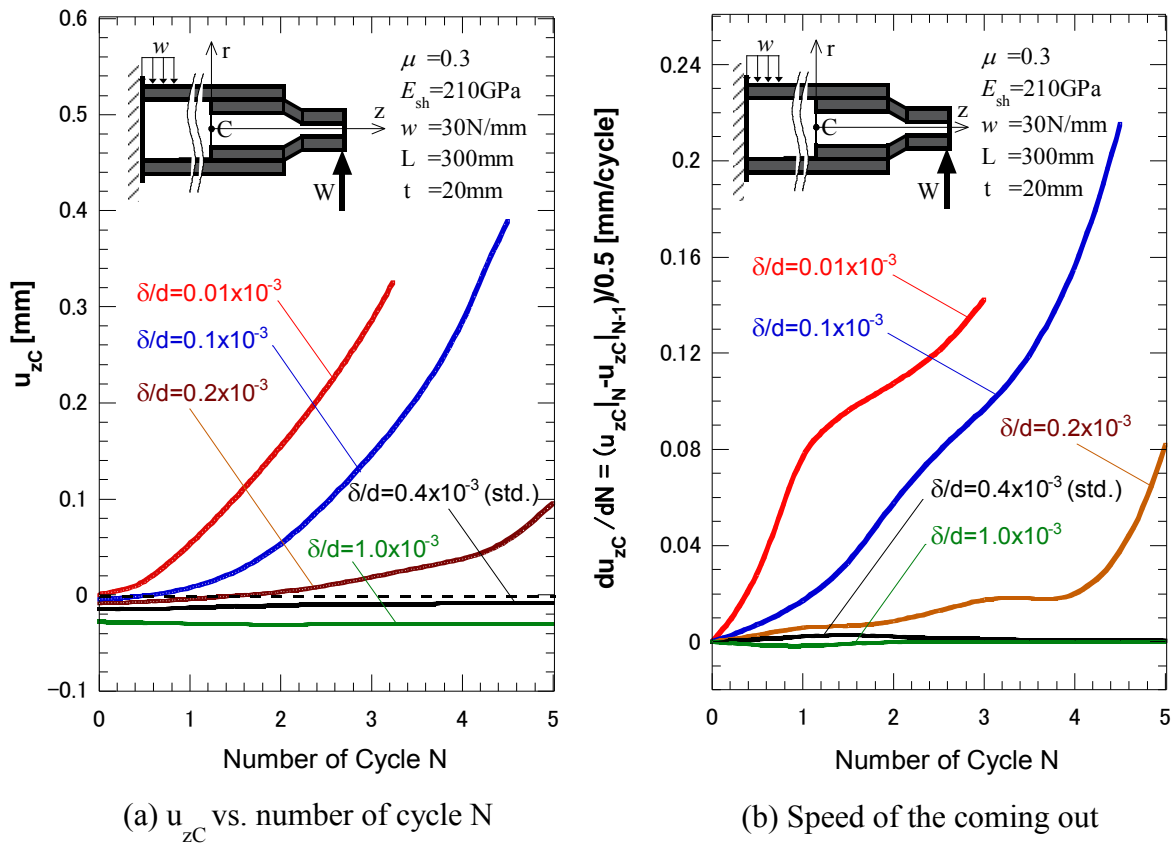 0.6
0.5
0.4
0.3
0.2
0.1
0
−0.1
u_zC [mm]
w
r
C
z
W
μ =0.3
E_sh=210GPa
w =30N/mm
L =300mm
t =20mm
δ/d=0.01x10⁻³
δ/d=0.1x10⁻³
δ/d=0.2x10⁻³
δ/d=0.4x10⁻³ (std.)
δ/d=1.0x10⁻³
0 1 2 3 4 5
Number of Cycle N
(a) u_zC vs. number of cycle N
0.24
0.2
0.16
0.12
0.08
0.04
0
du_zC /dN = (u_zC|_N-u_zC|_N-1)/0.5 [mm/cycle]
w
r
C
z
W
μ =0.3
E_sh=210GPa
w =30N/mm
L =300mm
t =20mm
δ/d=0.01x10⁻³
δ/d=0.1x10⁻³
δ/d=0.2x10⁻³
δ/d=0.4x10⁻³ (std.)
δ/d=1.0x10⁻³
0 1 2 3 4 5
Number of Cycle N
(b) Speed of the coming out